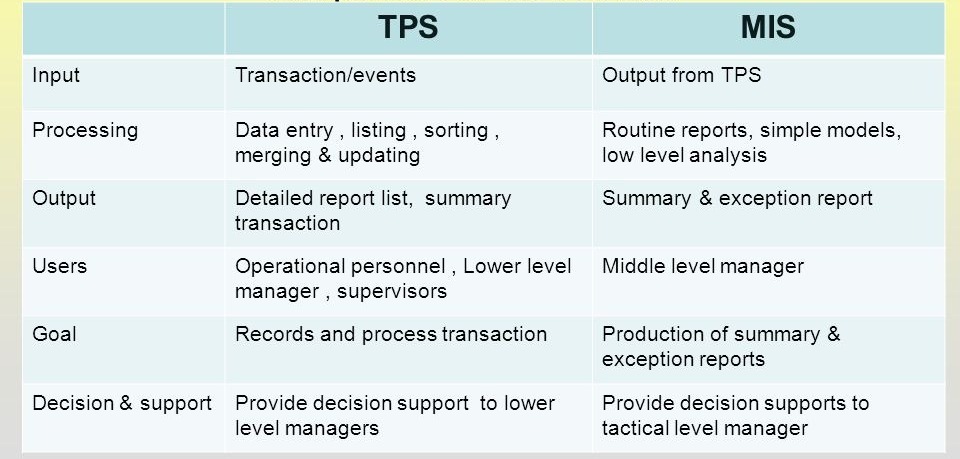 TPS MIS
Input Transaction/events Output from TPS
Processing Data entry , listing , sorting , Routine reports, simple models,
merging & updating low level analysis
Output Detailed report list, summary Summary & exception report
transaction
Users Operational personnel , Lower level Middle level manager
manager , supervisors
Goal Records and process transaction Production of summary &
exception reports
Decision & support Provide decision support to lower Provide decision supports to
level managers tactical level manager